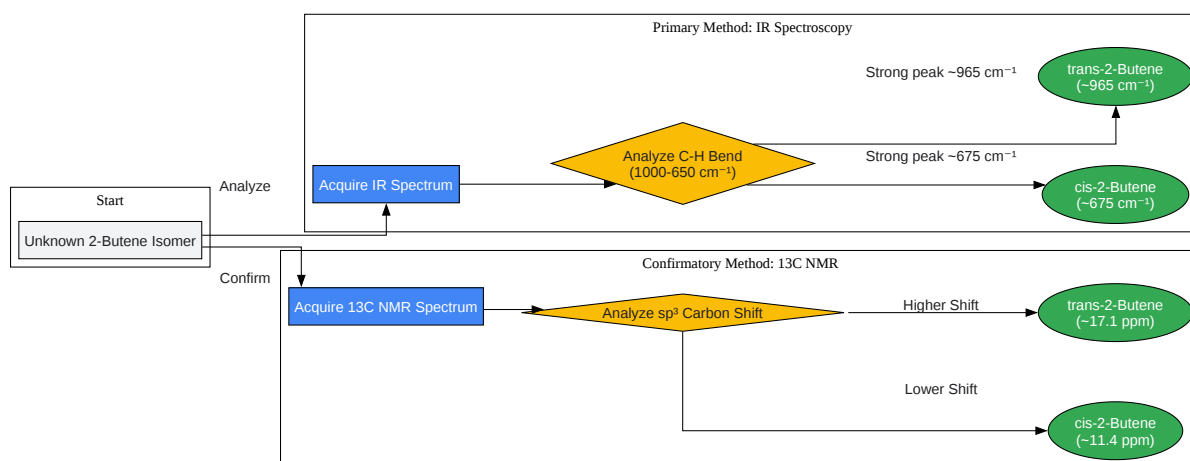 Primary Method: IR Spectroscopy
Strong peak ~965 cm⁻¹
trans-2-Butene
(~965 cm⁻¹)
Analyze C-H Bend
(1000-650 cm⁻¹)
Strong peak ~675 cm⁻¹
Acquire IR Spectrum
cis-2-Butene
(~675 cm⁻¹)
Analyze
Start
Unknown 2-Butene Isomer
Confirm
Confirmatory Method: 13C NMR
Acquire 13C NMR Spectrum
Analyze sp³ Carbon Shift
Higher Shift
trans-2-Butene
(~17.1 ppm)
Lower Shift
cis-2-Butene
(~11.4 ppm)